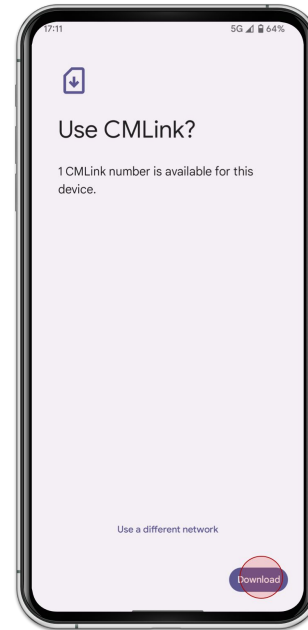 17:11 5G 64%
Use CMLink?
1 CMLink number is available for this
device.
Use a different network
Download